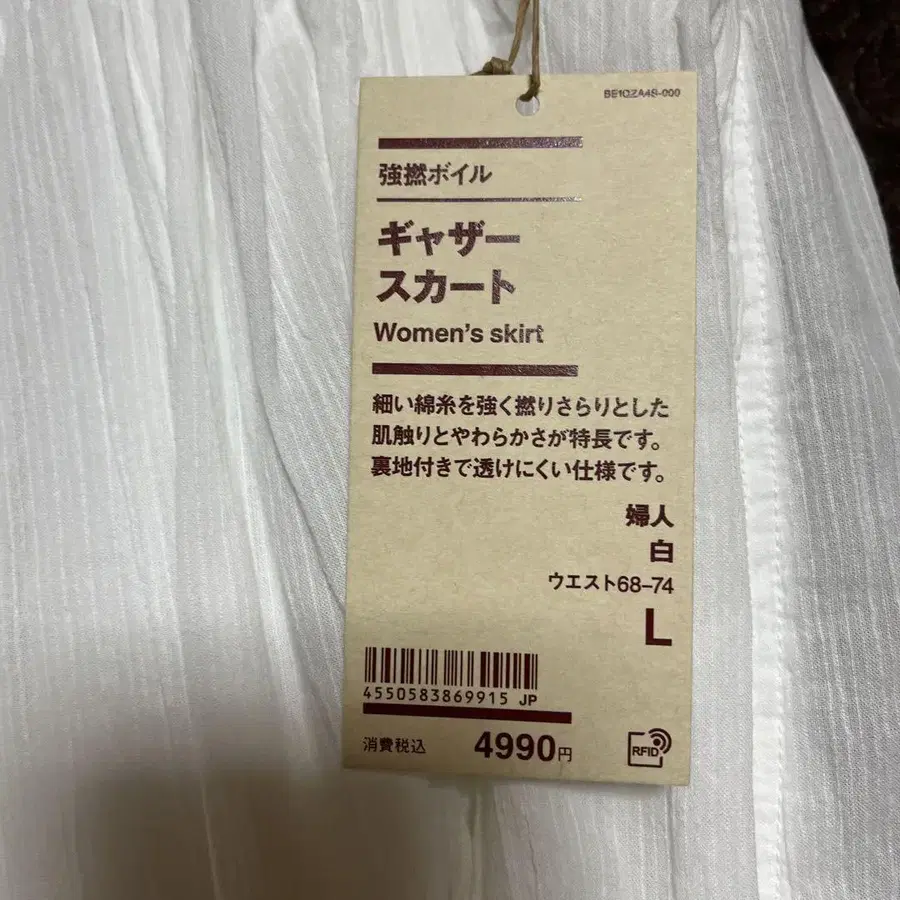 BE1QZA4S-000
強撚ボイル
ギャザー
スカート
Women's skirt
細い綿糸を強く撚りさらりとした
肌触りとやわらかさが特長です。
裏地付きで透けにくい仕様です。
婦人
白
ウエスト68-74
L
4550583869915 JP
消費税込 4990円
RFID